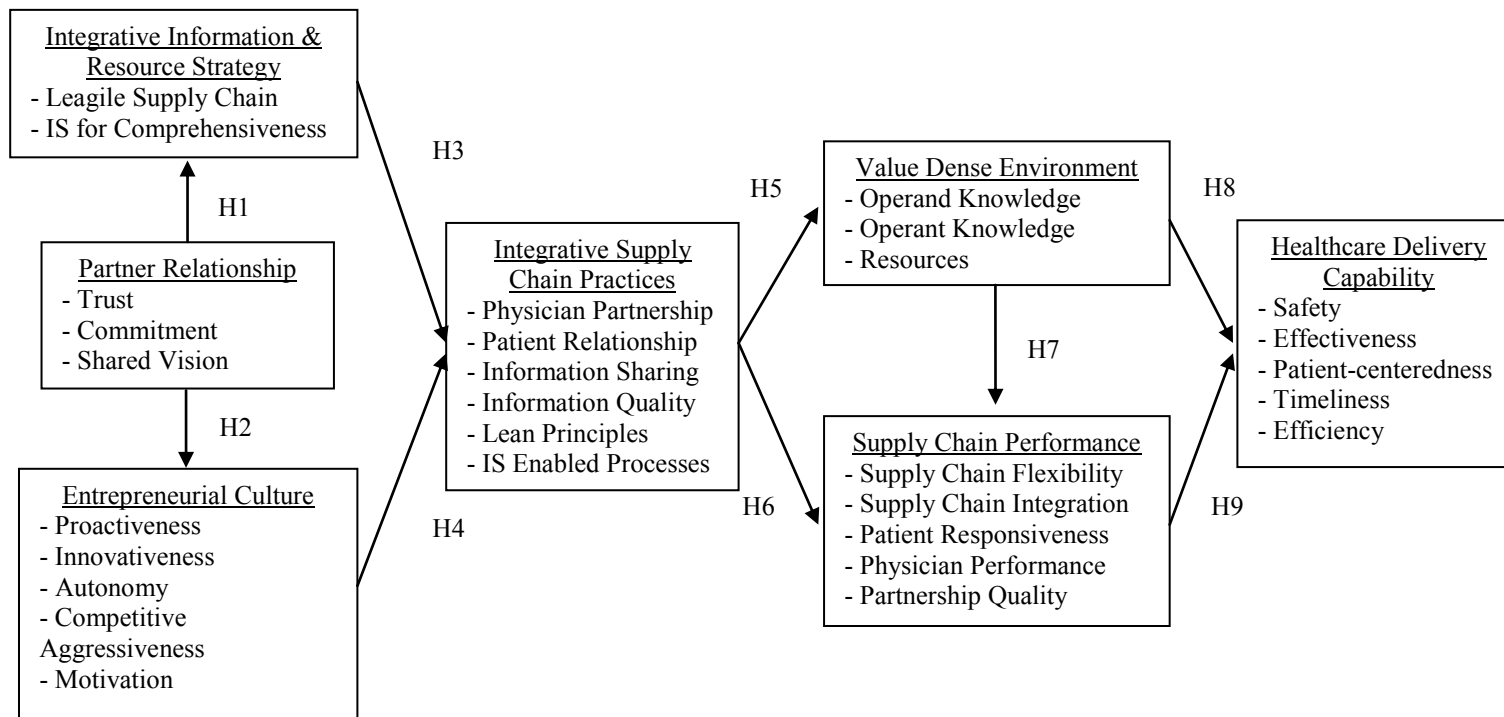 Integrative Information &
Resource Strategy
- Leagile Supply Chain
- IS for Comprehensiveness
H1
Partner Relationship
- Trust
- Commitment
- Shared Vision
H2
Entrepreneurial Culture
- Proactiveness
- Innovativeness
- Autonomy
- Competitive
Aggressiveness
- Motivation
H3
H4
Integrative Supply
Chain Practices
- Physician Partnership
- Patient Relationship
- Information Sharing
- Information Quality
- Lean Principles
- IS Enabled Processes
H5
H6
Value Dense Environment
- Operand Knowledge
- Operant Knowledge
- Resources
H7
Supply Chain Performance
- Supply Chain Flexibility
- Supply Chain Integration
- Patient Responsiveness
- Physician Performance
- Partnership Quality
H8
H9
Healthcare Delivery
Capability
- Safety
- Effectiveness
- Patient-centeredness
- Timeliness
- Efficiency